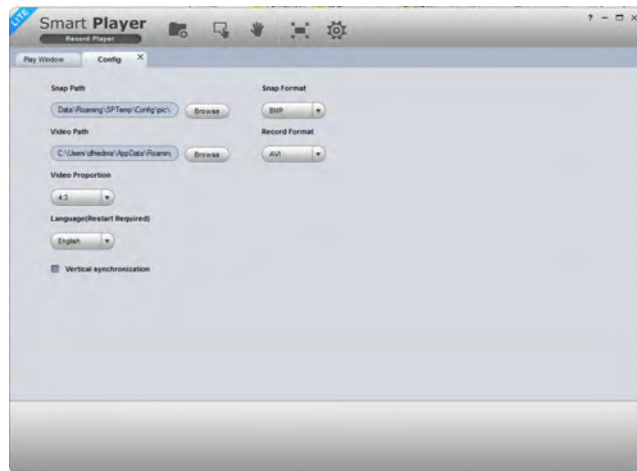 LITE
Smart Player
Record Player
? – □ ×
Play Window
Config ×
Snap Path
Snap Format
Data\Roaming\SPTemp\Config\pic\
Browse
BMP
Video Path
Record Format
Browse
AVI
Video Proportion
4:3
Language(Restart Required)
English
Vertical synchronization